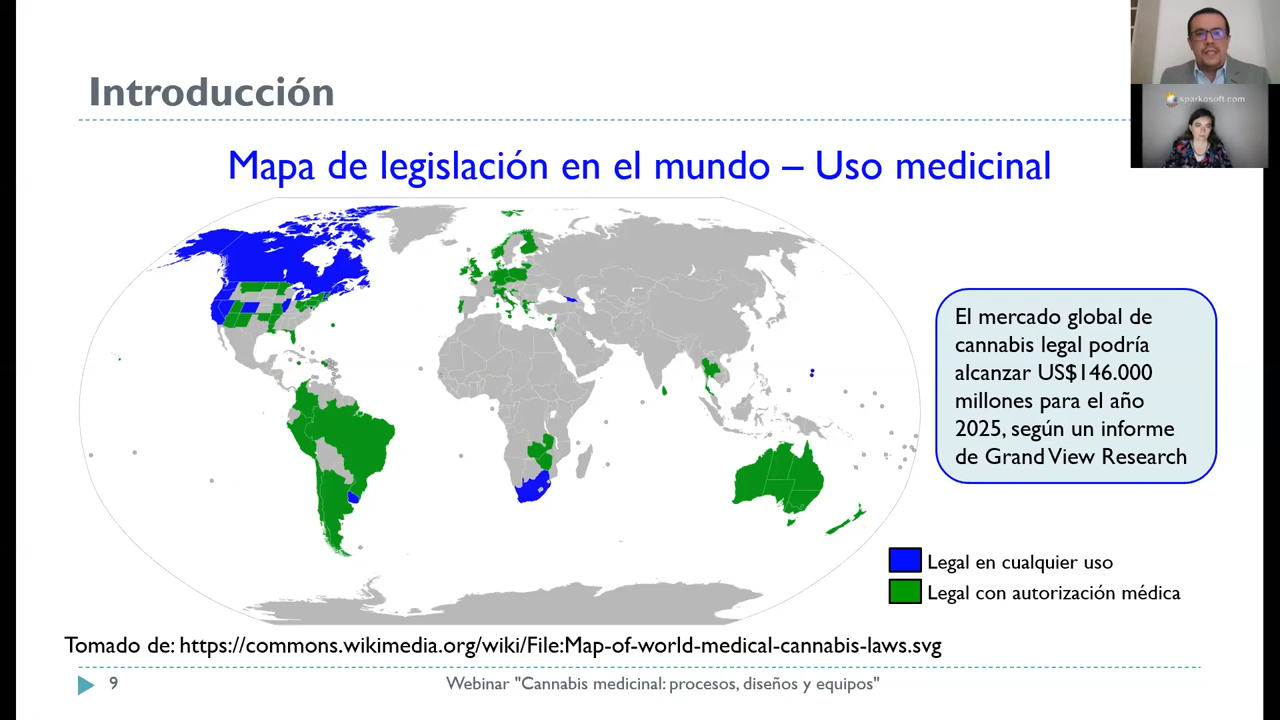 Introducción
sparkosoft.com
Mapa de legislación en el mundo – Uso medicinal
El mercado global de
cannabis legal podría
alcanzar US$146.000
millones para el año
2025, según un informe
de Grand View Research
Legal en cualquier uso
Legal con autorización médica
Tomado de: https://commons.wikimedia.org/wiki/File:Map-of-world-medical-cannabis-laws.svg
9
Webinar "Cannabis medicinal: procesos, diseños y equipos"